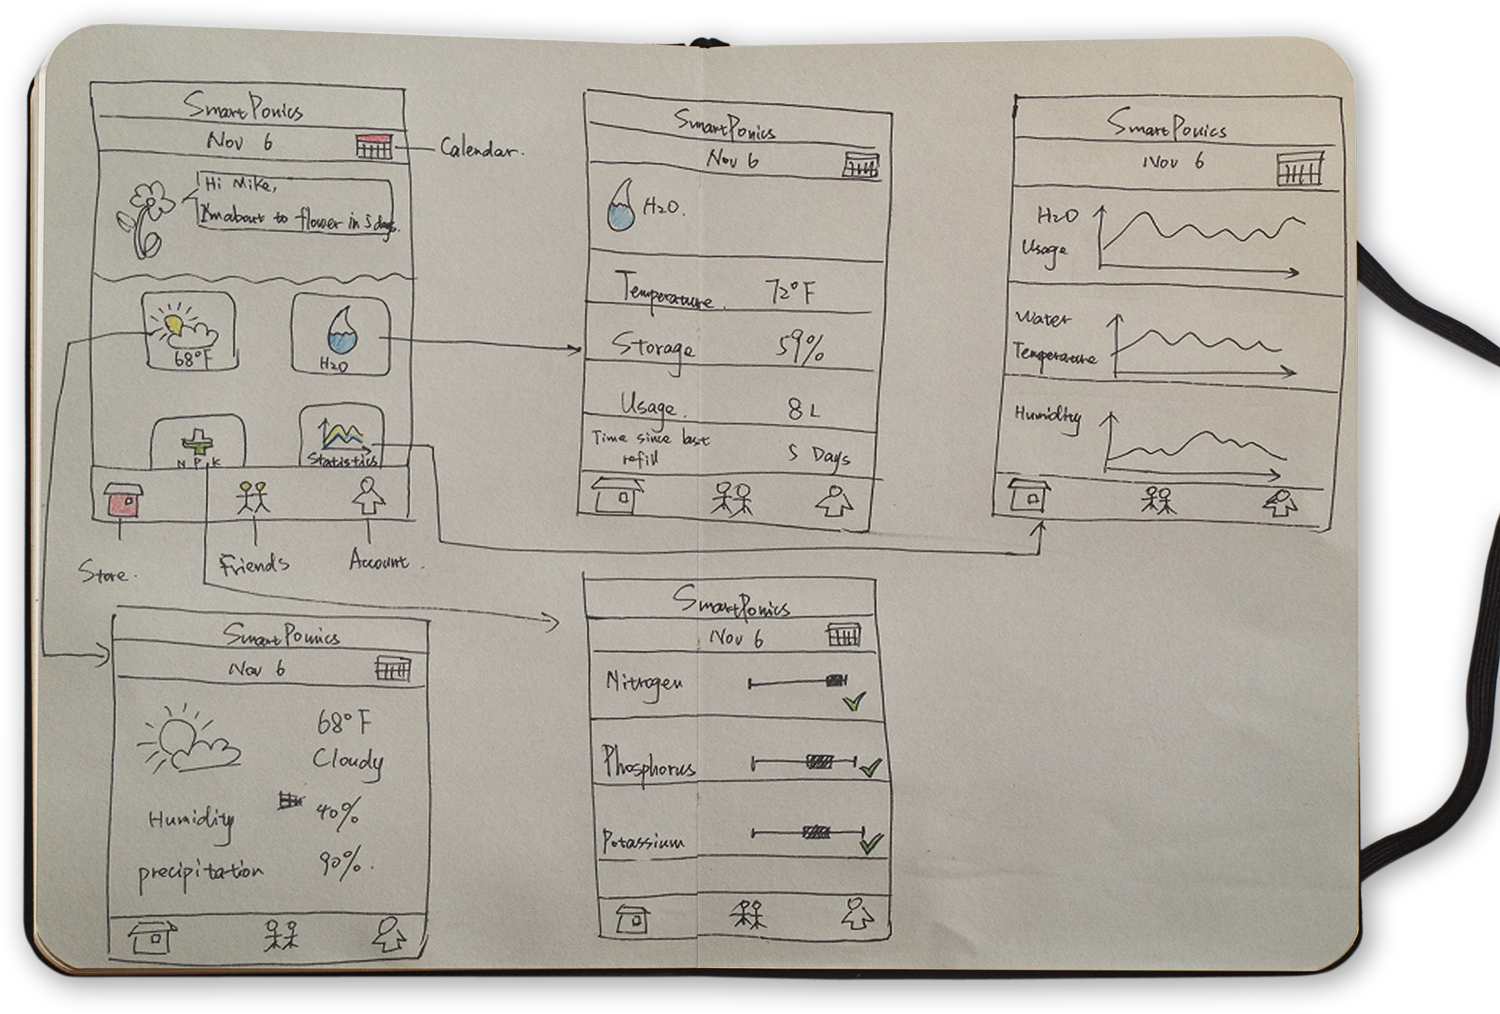 SmartPonics
Nov 6
Calendar.
Hi Mike,
I'm about to flower in 5 days.
68°F
H2O
N P K
Statistics
Store.
Friends
Account.
SmartPonics
Nov 6
H2O.
Temperature. 72°F
Storage 59%
Usage. 8 L
Time since last
refill
5 Days
SmartPonics
Nov 6
H2O
Usage
Water
Temperature
Humidity
SmartPonics
Nov 6
68°F
Cloudy
Humidity 40%
precipitation 90%.
SmartPonics
Nov 6
Nitrogen
Phosphorus
Potassium